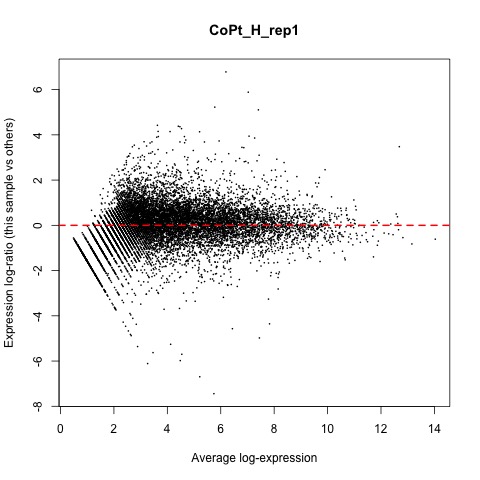 CoPt_H_rep1
Expression log-ratio (this sample vs others)
6
4
2
0
-2
-4
-6
-8
0 2 4 6 8 10 12 14
Average log-expression